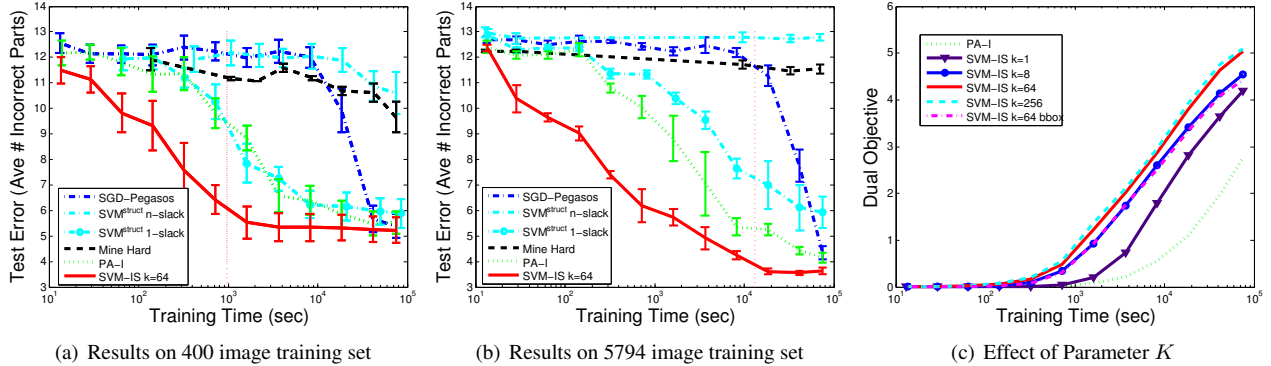 14
13
12
11
10
9
8
7
6
5
4
3
Test Error (Ave # Incorrect Parts)
10^1 10^2 10^3 10^4 10^5
Training Time (sec)
SGD-Pegasos
SVM^struct n-slack
SVM^struct 1-slack
Mine Hard
PA-I
SVM-IS k=64
(a) Results on 400 image training set
14
13
12
11
10
9
8
7
6
5
4
3
Test Error (Ave # Incorrect Parts)
10^1 10^2 10^3 10^4 10^5
Training Time (sec)
SGD-Pegasos
SVM^struct n-slack
SVM^struct 1-slack
Mine Hard
PA-I
SVM-IS k=64
(b) Results on 5794 image training set
6
5
4
3
2
1
0
Dual Objective
10^1 10^2 10^3 10^4 10^5
Training Time (sec)
PA-I
SVM-IS k=1
SVM-IS k=8
SVM-IS k=64
SVM-IS k=256
SVM-IS k=64 bbox
(c) Effect of Parameter K